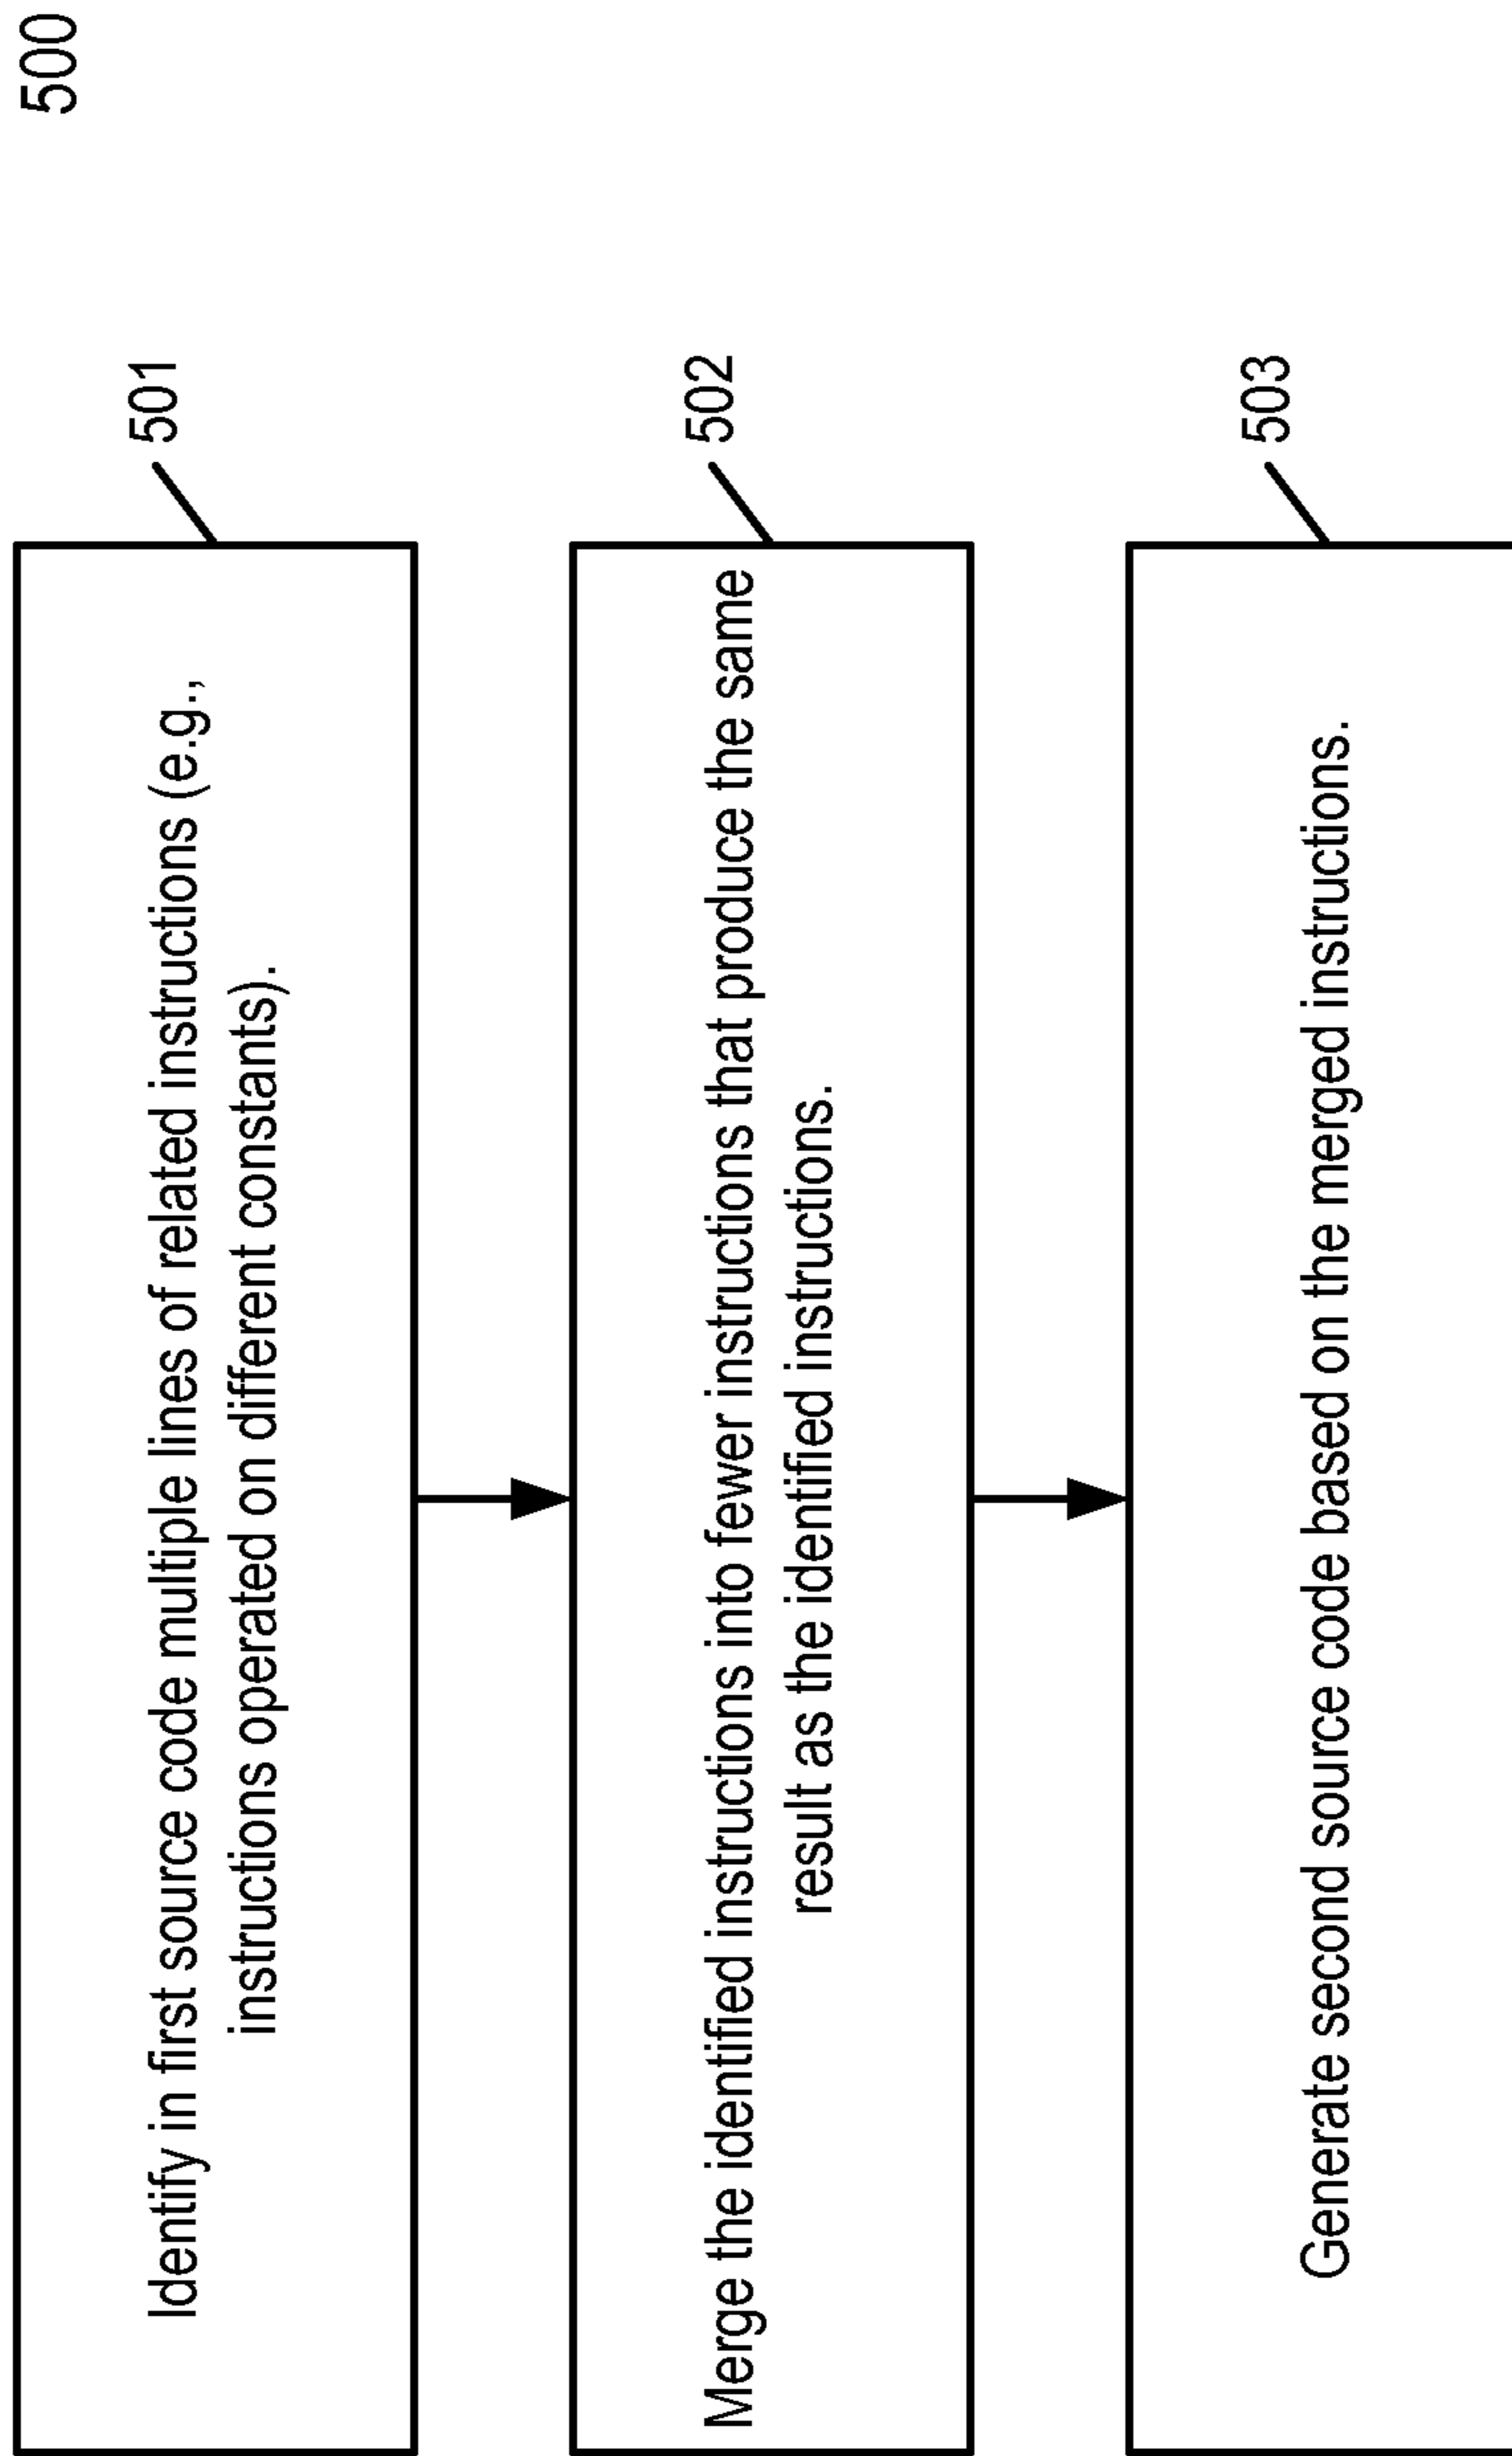 500
501
Identify in first source code multiple lines of related instructions (e.g.,
instructions operated on different constants).
502
Merge the identified instructions into fewer instructions that produce the same
result as the identified instructions.
503
Generate second source code based on the merged instructions.